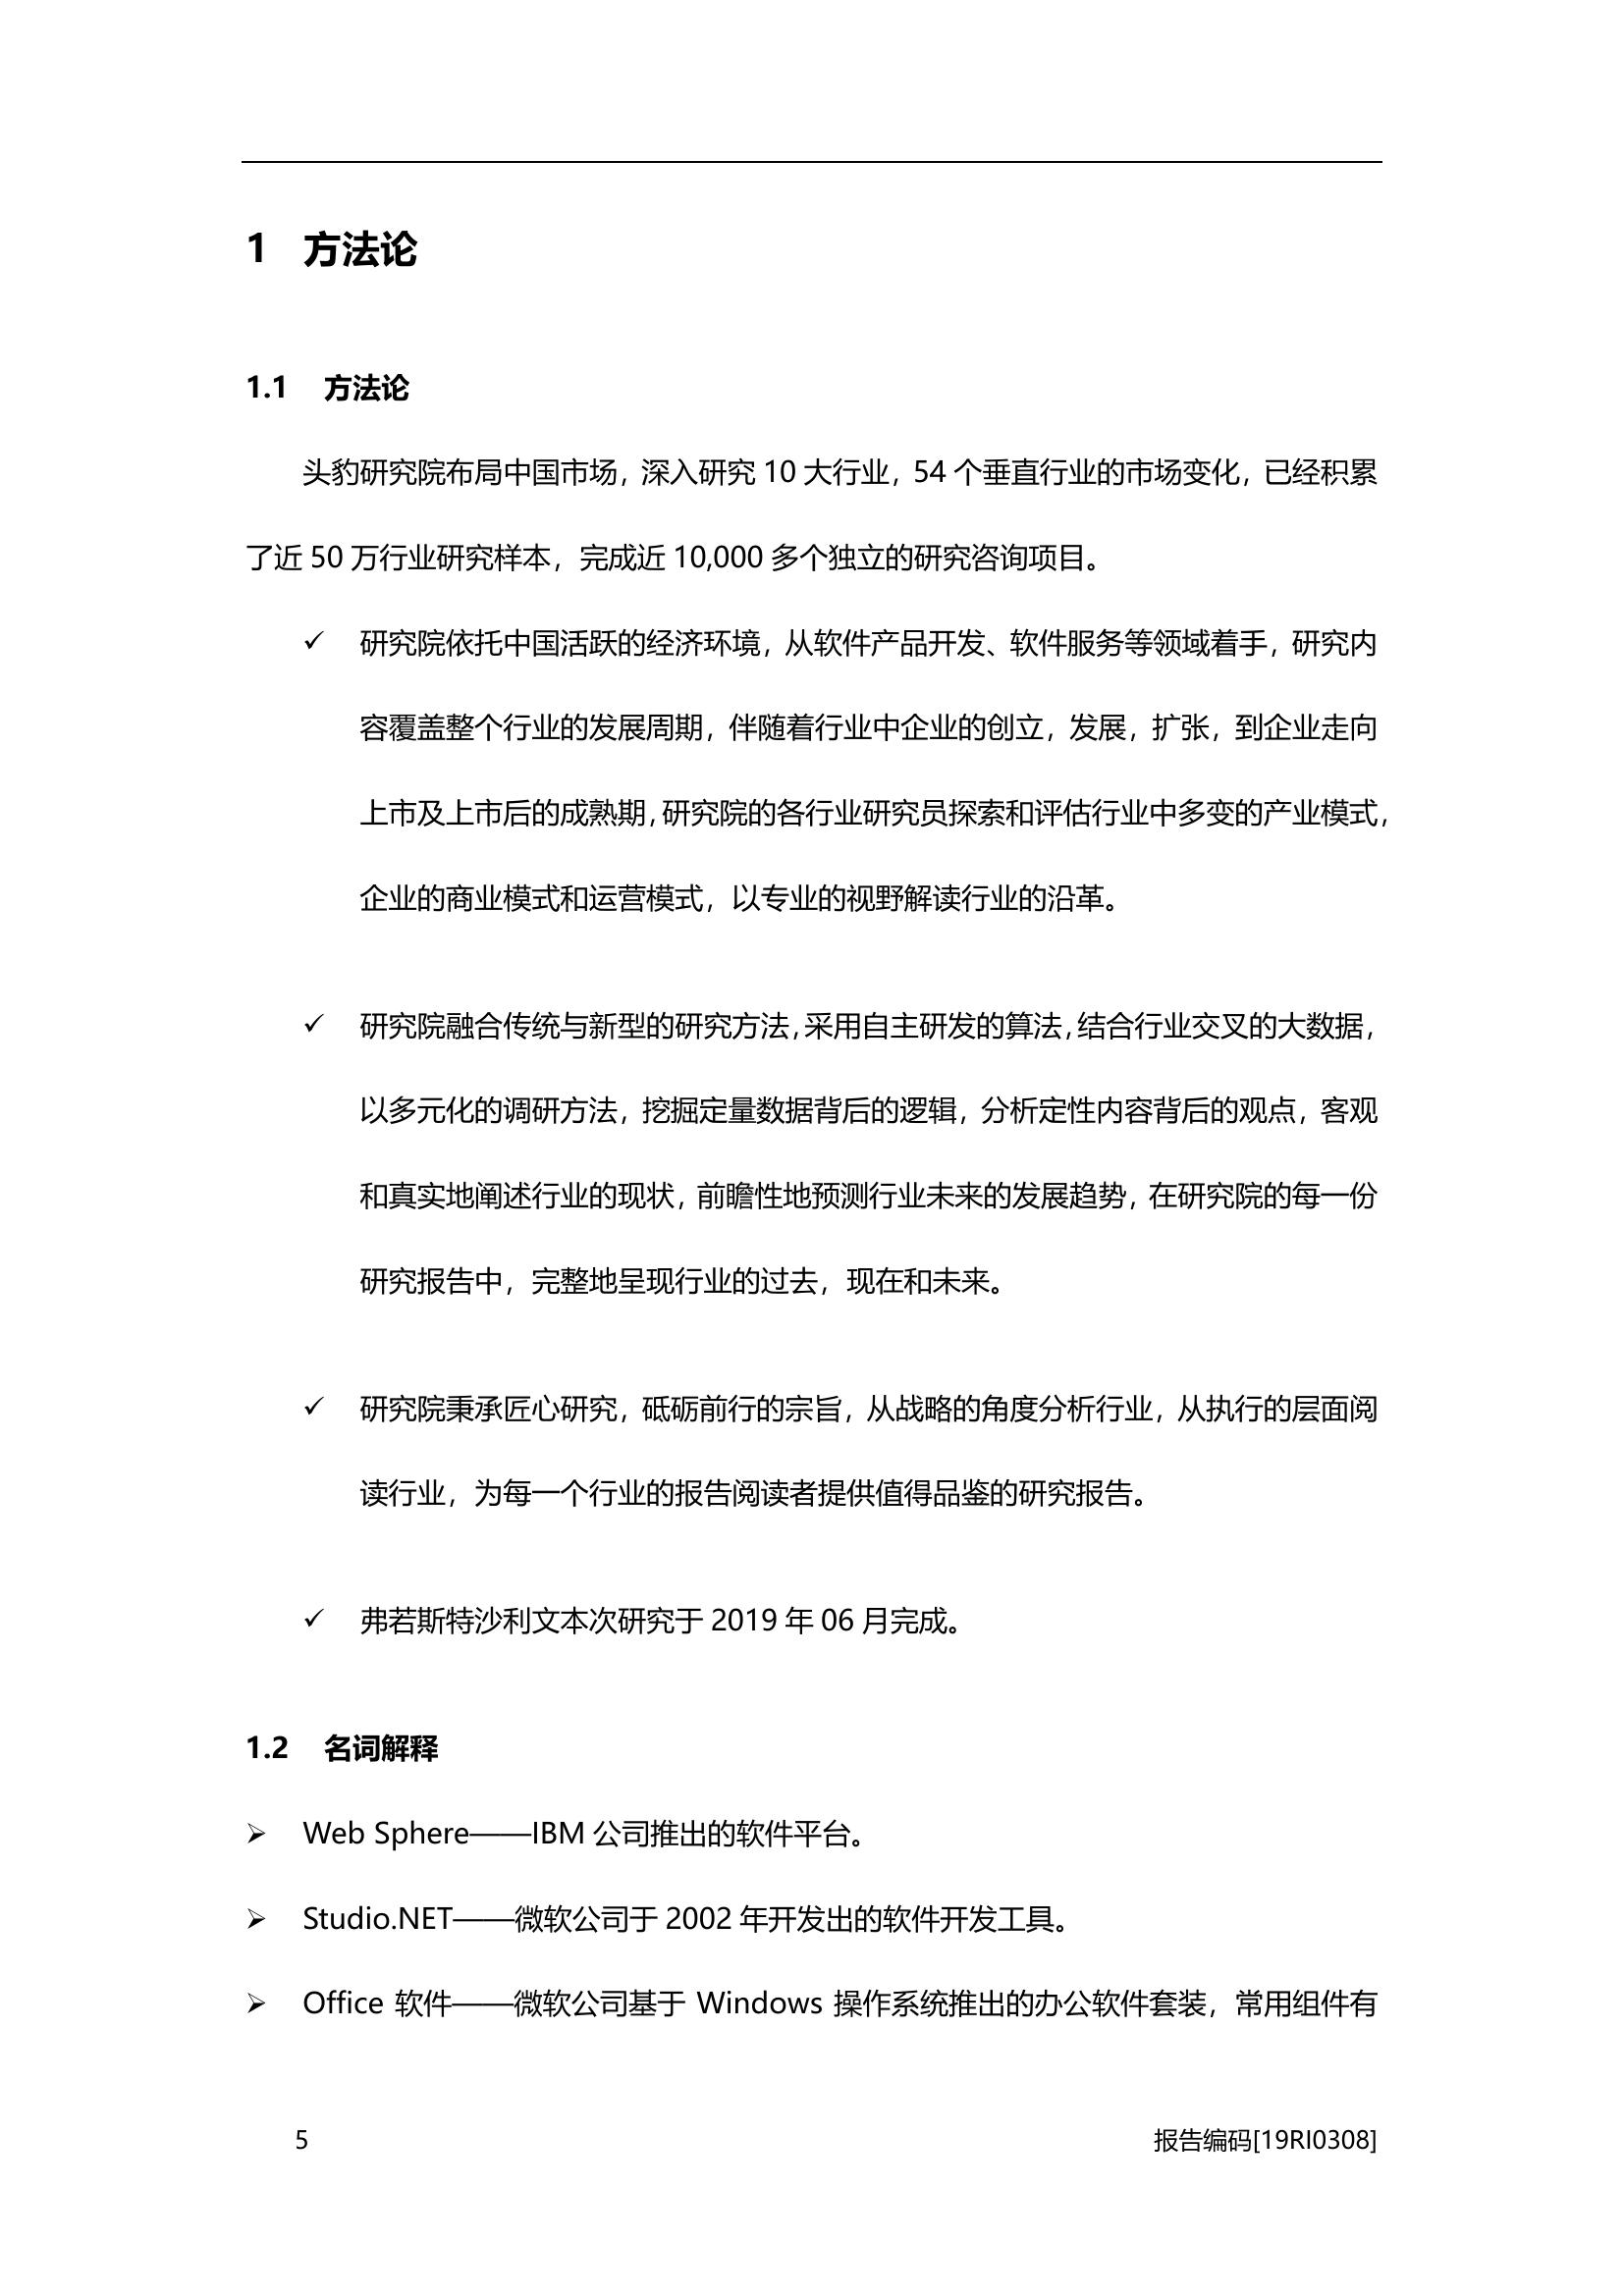 1 方法论
1.1 方法论
头豹研究院布局中国市场，深入研究 10 大行业，54 个垂直行业的市场变化，已经积累
了近 50 万行业研究样本，完成近 10,000 多个独立的研究咨询项目。
✓ 研究院依托中国活跃的经济环境，从软件产品开发、软件服务等领域着手，研究内
容覆盖整个行业的发展周期，伴随着行业中企业的创立，发展，扩张，到企业走向
上市及上市后的成熟期，研究院的各行业研究员探索和评估行业中多变的产业模式，
企业的商业模式和运营模式，以专业的视野解读行业的沿革。
✓ 研究院融合传统与新型的研究方法，采用自主研发的算法，结合行业交叉的大数据，
以多元化的调研方法，挖掘定量数据背后的逻辑，分析定性内容背后的观点，客观
和真实地阐述行业的现状，前瞻性地预测行业未来的发展趋势，在研究院的每一份
研究报告中，完整地呈现行业的过去，现在和未来。
✓ 研究院秉承匠心研究，砥砺前行的宗旨，从战略的角度分析行业，从执行的层面阅
读行业，为每一个行业的报告阅读者提供值得品鉴的研究报告。
✓ 弗若斯特沙利文本次研究于 2019 年 06 月完成。
1.2 名词解释
➢ Web Sphere——IBM 公司推出的软件平台。
➢ Studio.NET——微软公司于 2002 年开发出的软件开发工具。
➢ Office 软件——微软公司基于 Windows 操作系统推出的办公软件套装，常用组件有
5 报告编码[19RI0308]